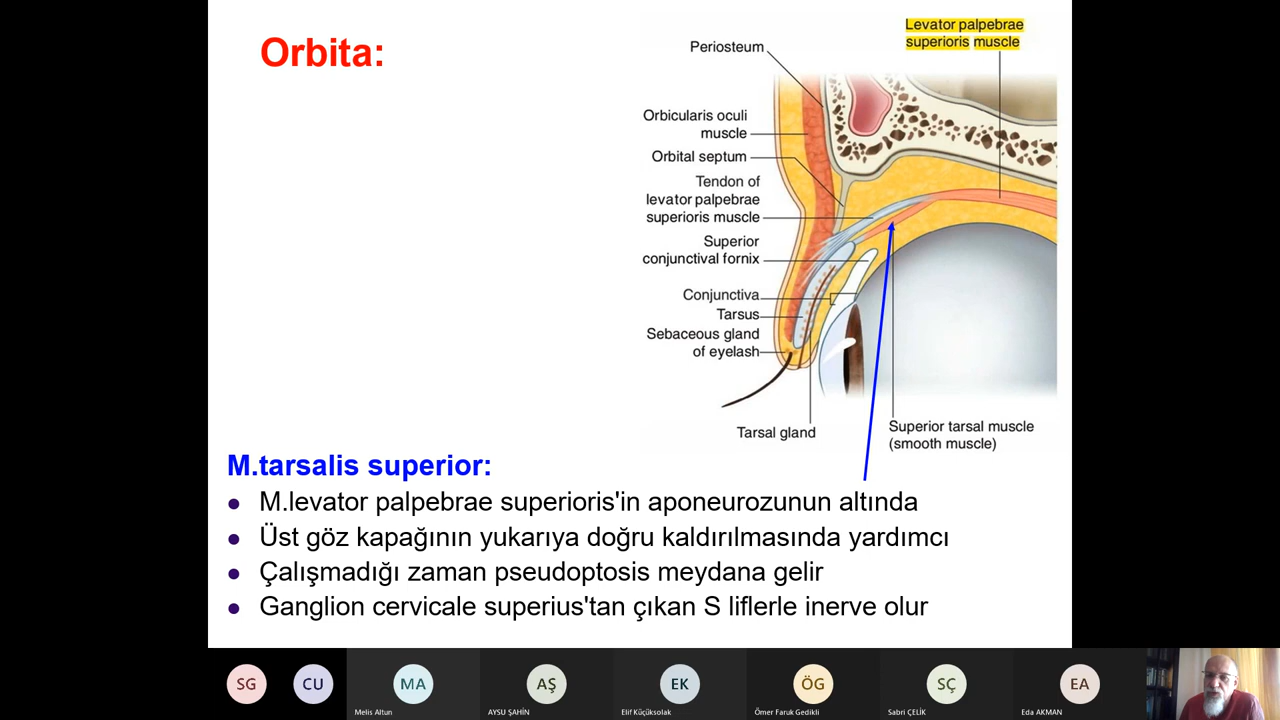 Orbita:
Levator palpebrae
superioris muscle
Periosteum
Orbicularis oculi
muscle
Orbital septum
Tendon of
levator palpebrae
superioris muscle
Superior
conjunctival fornix
Conjunctiva
Tarsus
Sebaceous gland
of eyelash
Tarsal gland
Superior tarsal muscle
(smooth muscle)
M.tarsalis superior:
M.levator palpebrae superioris'in aponeurozunun altında
Üst göz kapağının yukarıya doğru kaldırılmasında yardımcı
Çalışmadığı zaman pseudoptosis meydana gelir
Ganglion cervicale superius'tan çıkan S liflerle inerve olur
SG
CU
MA
AŞ
EK
ÖG
SÇ
EA
Melis Altun
AYSU ŞAHİN
Elif Küçüksolak
Ömer Faruk Gedikli
Sabri ÇELİK
Eda AKMAN